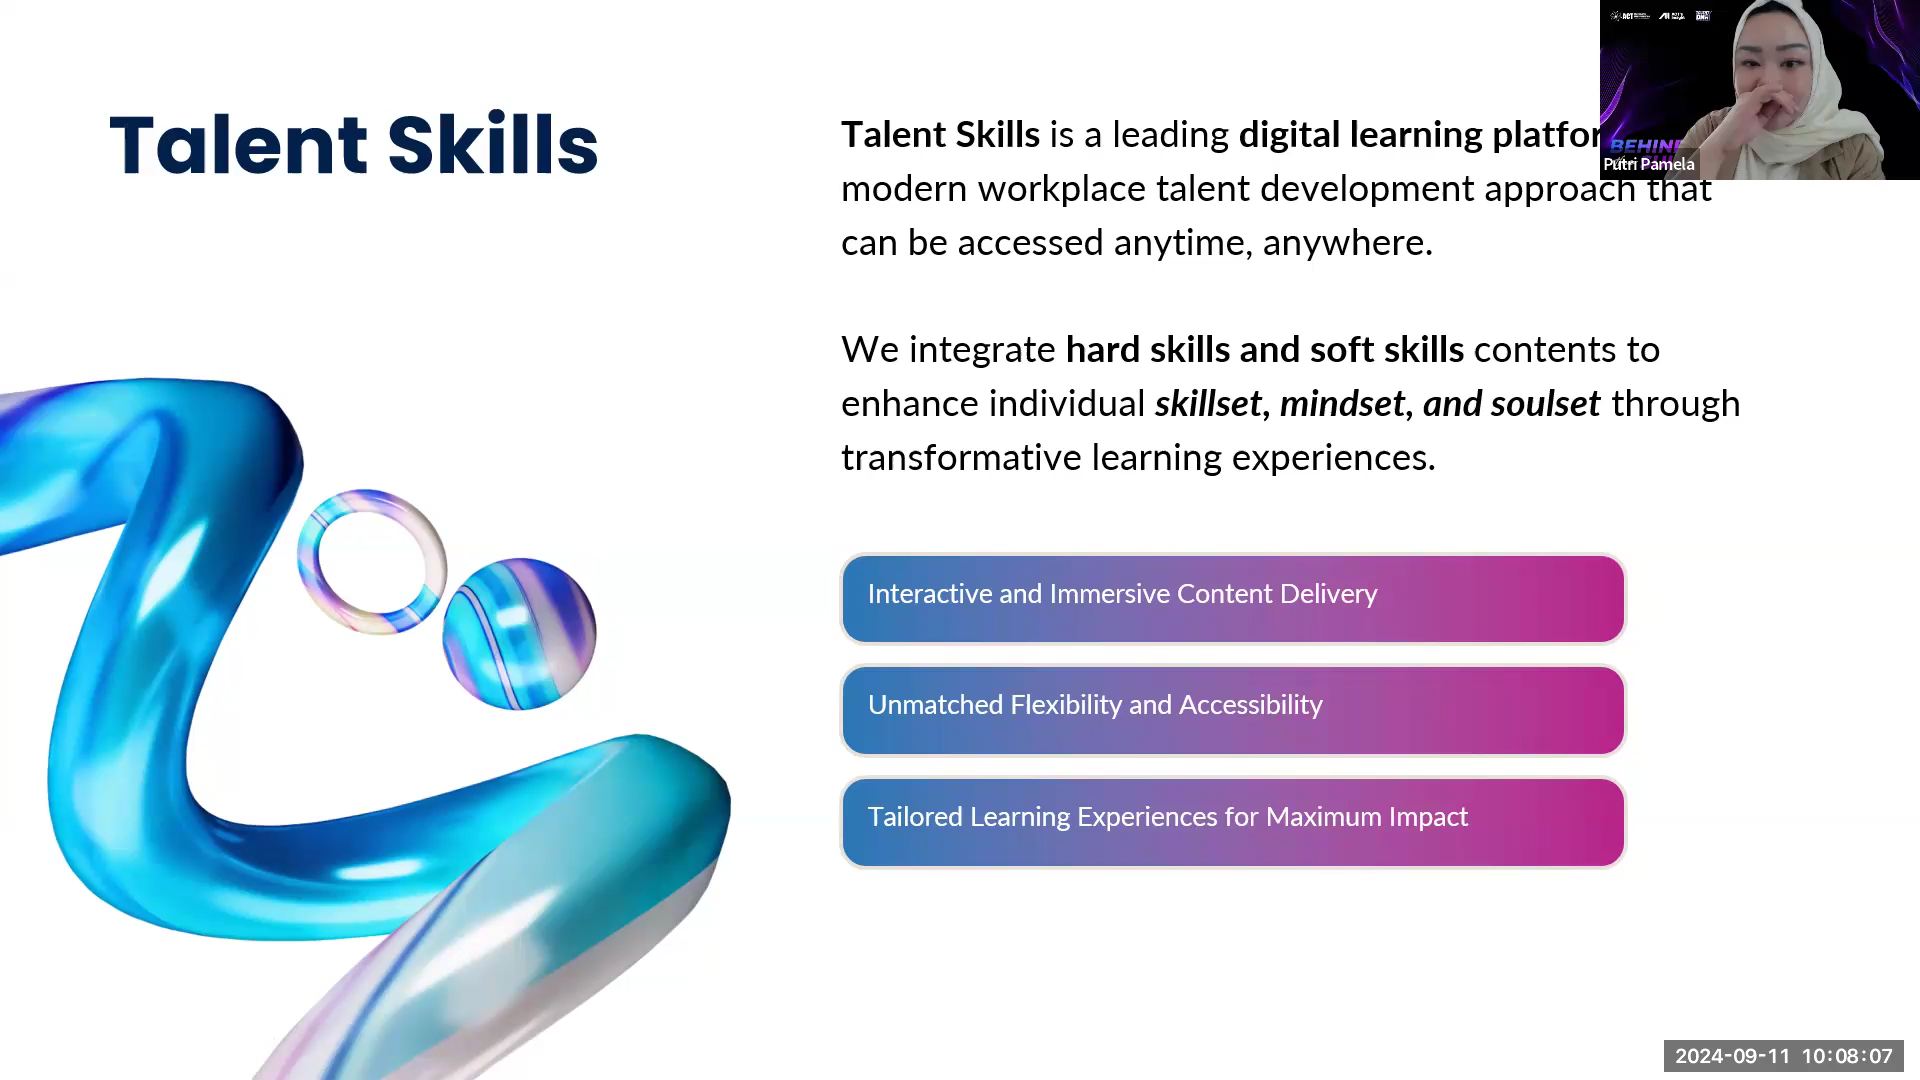 Talent Skills
Talent Skills is a leading digital learning
modern workplace talent development approach that
can be accessed anytime, anywhere.
We integrate hard skills and soft skills contents to
enhance individual skillset, mindset, and soulset through
transformative learning experiences.
Interactive and Immersive Content Delivery
Unmatched Flexibility and Accessibility
Tailored Learning Experiences for Maximum Impact
ACT
BEHIND
Putri Pamela
2024-09-11 10:08:07